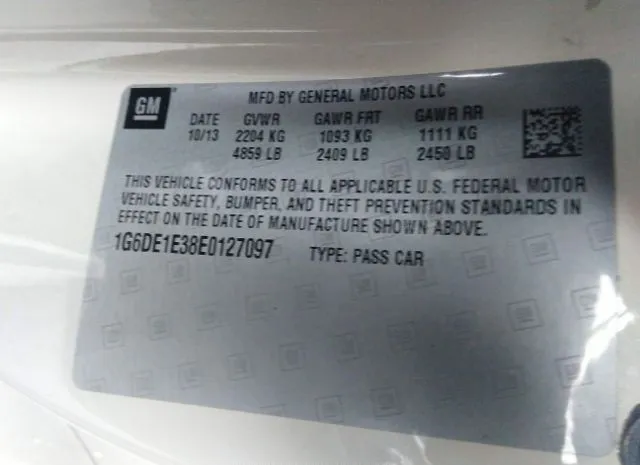 GM
MFD BY GENERAL MOTORS LLC
DATE GVWR GAWR FRT GAWR RR
10/13 2204 KG 1093 KG 1111 KG
4859 LB 2409 LB 2450 LB
THIS VEHICLE CONFORMS TO ALL APPLICABLE U.S. FEDERAL MOTOR
VEHICLE SAFETY, BUMPER, AND THEFT PREVENTION STANDARDS IN
EFFECT ON THE DATE OF MANUFACTURE SHOWN ABOVE.
1G6DE1E38E0127097 TYPE: PASS CAR